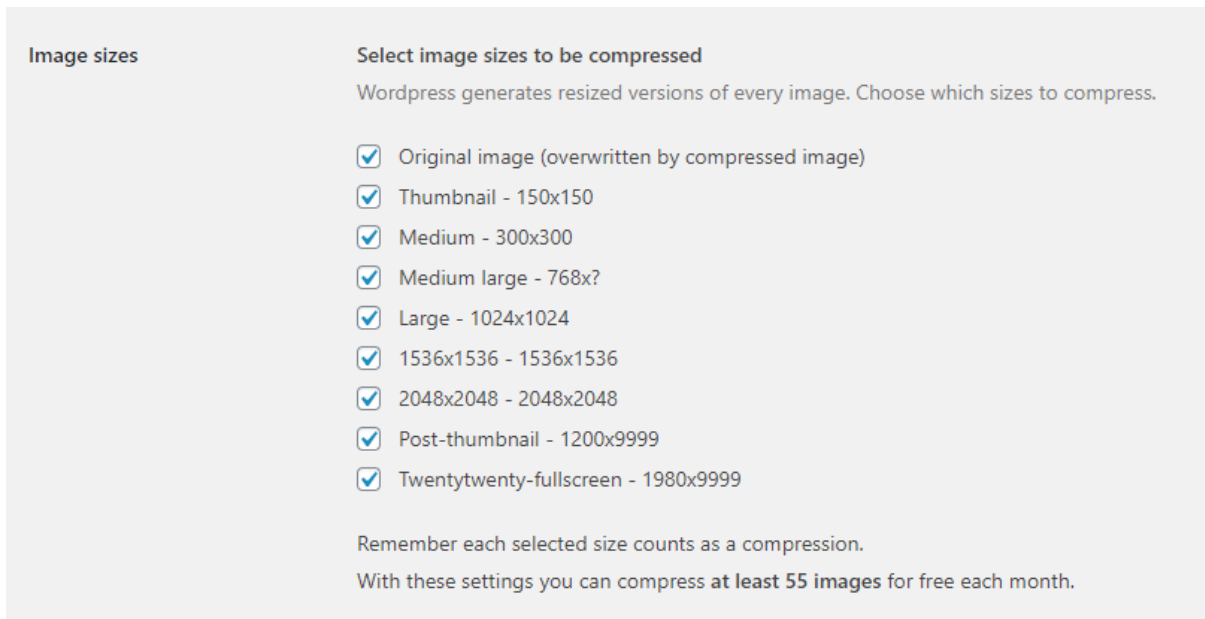 Image sizes
Select image sizes to be compressed
Wordpress generates resized versions of every image. Choose which sizes to compress.
Original image (overwritten by compressed image)
Thumbnail - 150x150
Medium - 300x300
Medium large - 768x?
Large - 1024x1024
1536x1536 - 1536x1536
2048x2048 - 2048x2048
Post-thumbnail - 1200x9999
Twentytwenty-fullscreen - 1980x9999
Remember each selected size counts as a compression.
With these settings you can compress at least 55 images for free each month.